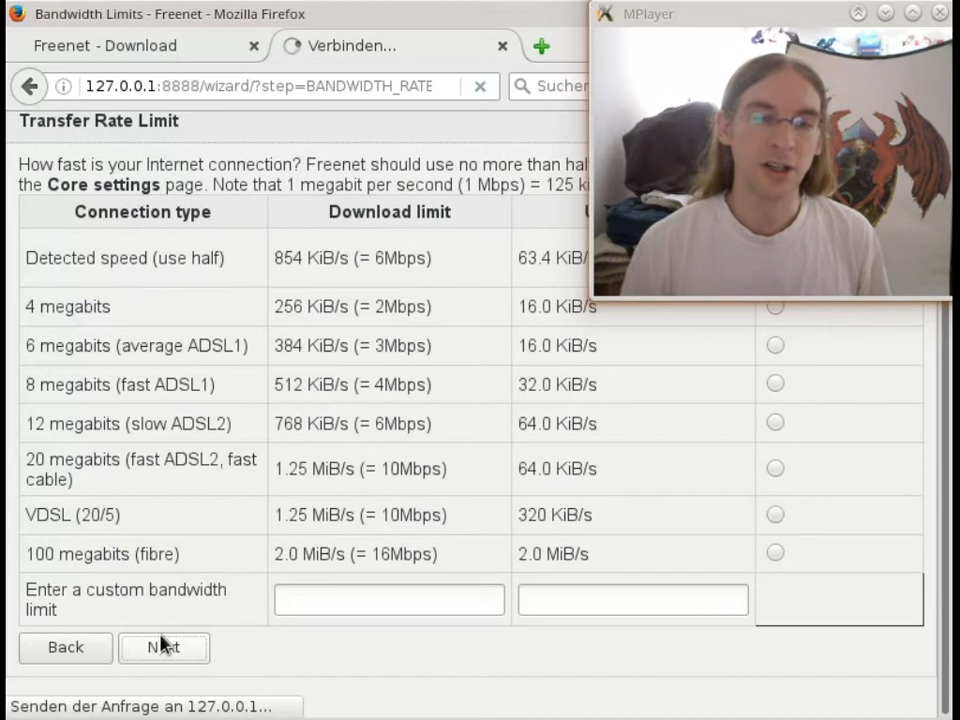 Bandwidth Limits - Freenet - Mozilla Firefox
MPlayer
Freenet - Download
Verbinden...
127.0.0.1:8888/wizard/?step=BANDWIDTH_RATE
Suchen
Transfer Rate Limit
How fast is your Internet connection? Freenet should use no more than hal
the Core settings page. Note that 1 megabit per second (1 Mbps) = 125 ki
Connection type Download limit
Detected speed (use half) 854 KiB/s (= 6Mbps) 63.4 KiB/
4 megabits 256 KiB/s (= 2Mbps) 16.0 KiB/s
6 megabits (average ADSL1) 384 KiB/s (= 3Mbps) 16.0 KiB/s
8 megabits (fast ADSL1) 512 KiB/s (= 4Mbps) 32.0 KiB/s
12 megabits (slow ADSL2) 768 KiB/s (= 6Mbps) 64.0 KiB/s
20 megabits (fast ADSL2, fast
cable) 1.25 MiB/s (= 10Mbps) 64.0 KiB/s
VDSL (20/5) 1.25 MiB/s (= 10Mbps) 320 KiB/s
100 megabits (fibre) 2.0 MiB/s (= 16Mbps) 2.0 MiB/s
Enter a custom bandwidth
limit
Back Next
Senden der Anfrage an 127.0.0.1...